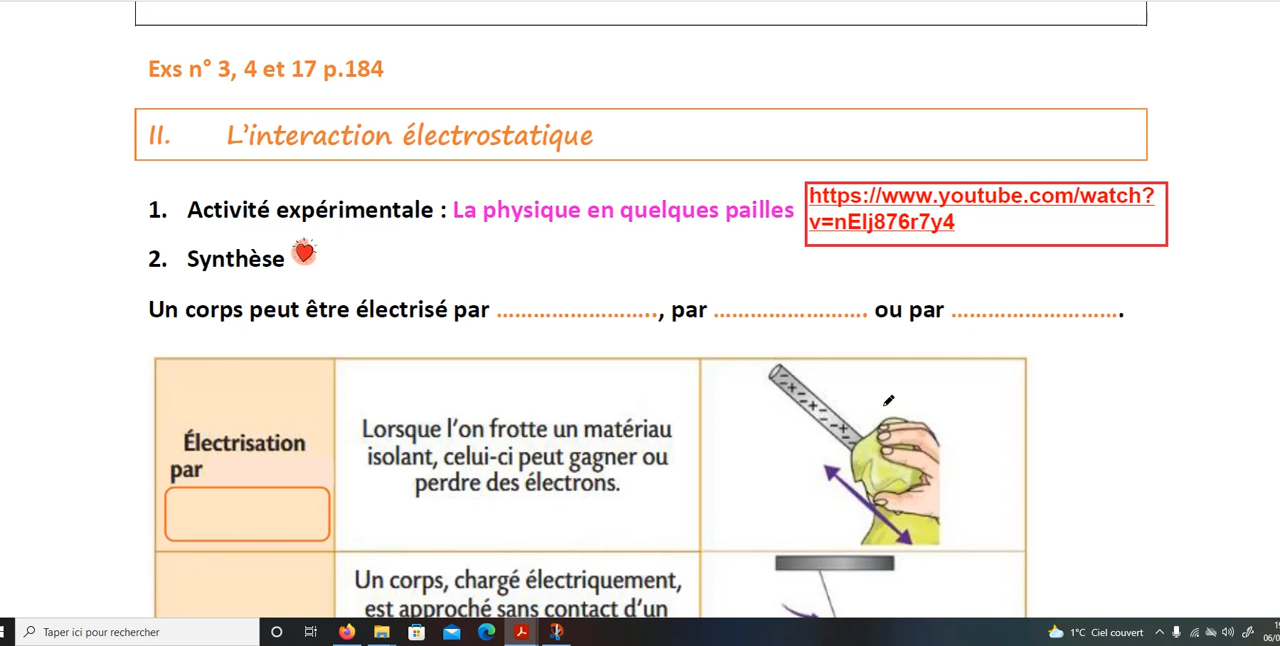 Exs n° 3, 4 et 17 p.184
II. L'interaction électrostatique
1. Activité expérimentale : La physique en quelques pailles
https://www.youtube.com/watch?
v=nElj876r7y4
2. Synthèse
Un corps peut être électrisé par ……………………..., par ……………………. ou par ……………………….
Électrisation
par
Lorsque l'on frotte un matériau
isolant, celui-ci peut gagner ou
perdre des électrons.
Un corps, chargé électriquement,
est approché sans contact d'un
Taper ici pour rechercher
1°C Ciel couvert